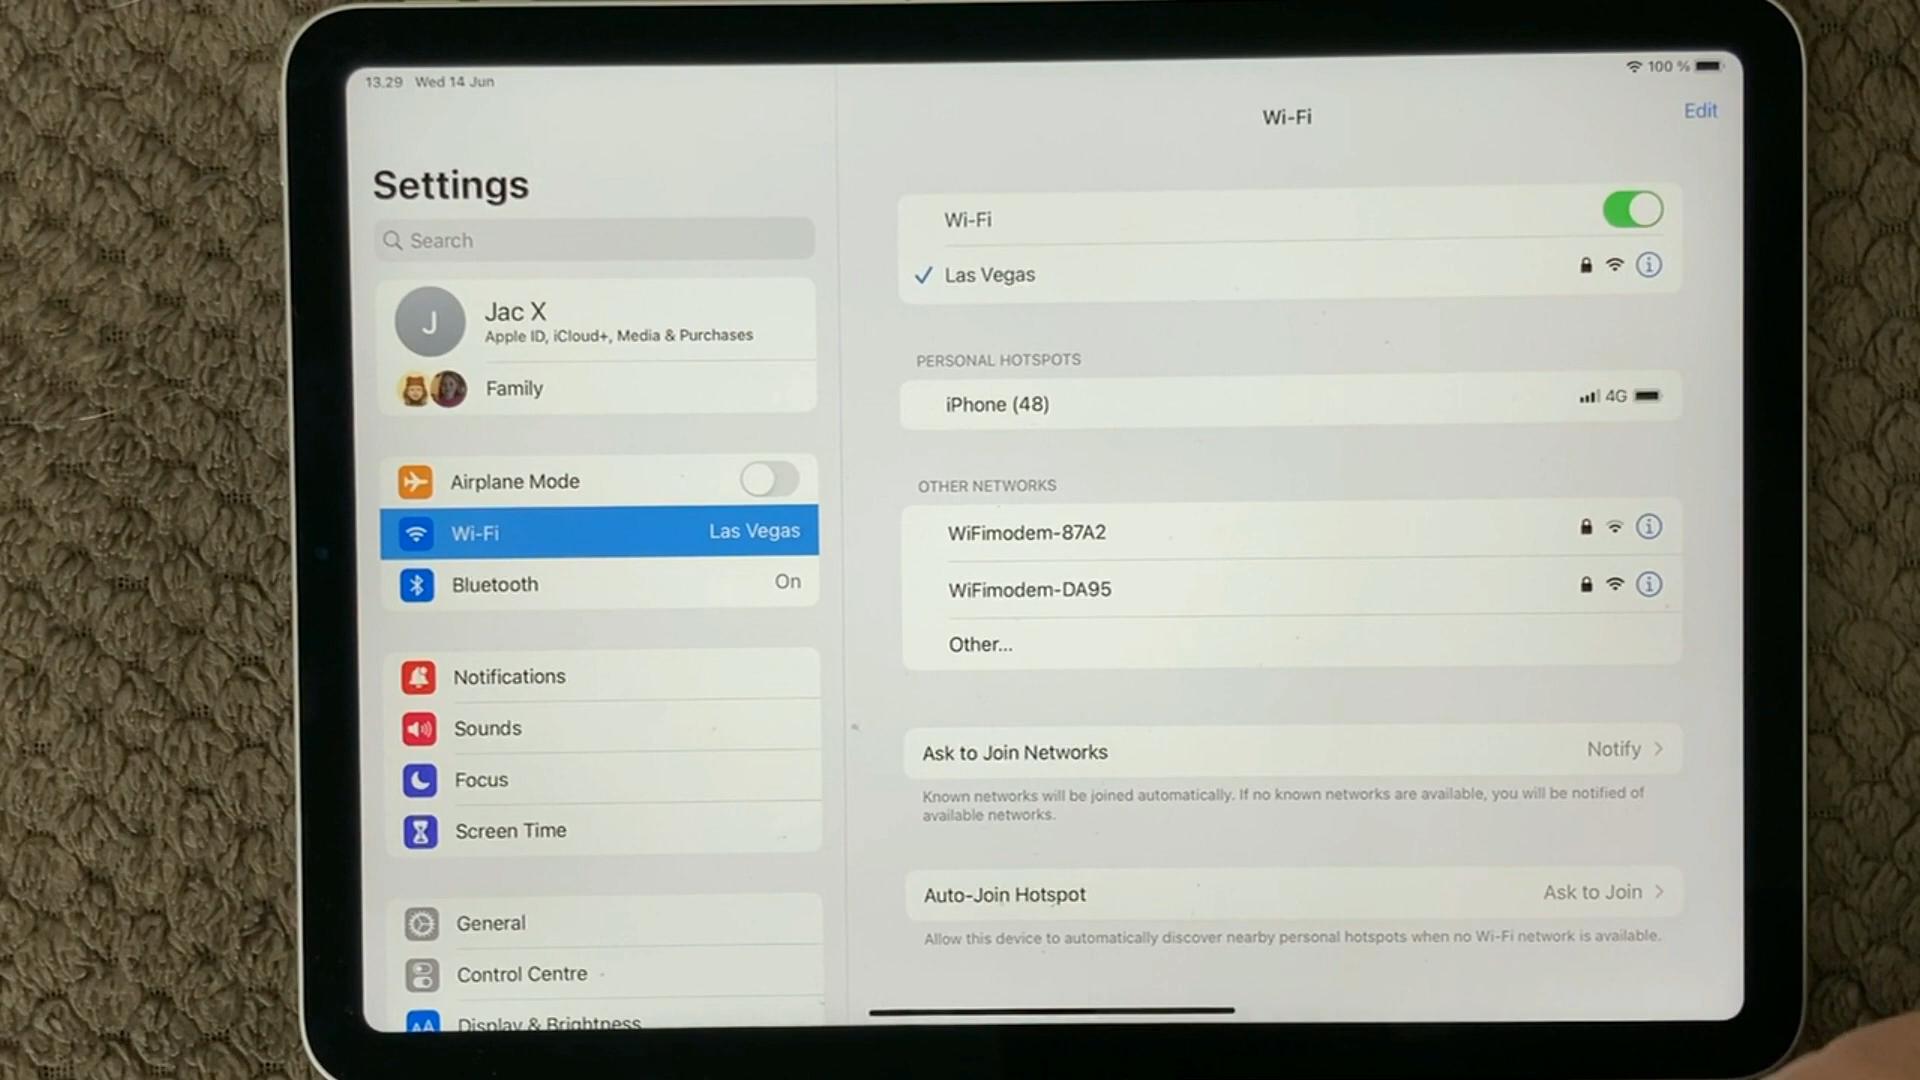 13.29 Wed 14 Jun
100 %
Settings
Search
J
Jac X
Apple ID, iCloud+, Media & Purchases
Family
Airplane Mode
Wi-Fi
Las Vegas
Bluetooth
On
Notifications
Sounds
Focus
Screen Time
General
Control Centre
AA
Display & Brightness
Wi-Fi
Edit
Wi-Fi
Las Vegas
PERSONAL HOTSPOTS
iPhone (48)
4G
OTHER NETWORKS
WiFimodem-87A2
WiFimodem-DA95
Other...
Ask to Join Networks
Notify
Known networks will be joined automatically. If no known networks are available, you will be notified of
available networks.
Auto-Join Hotspot
Ask to Join
Allow this device to automatically discover nearby personal hotspots when no Wi-Fi network is available.